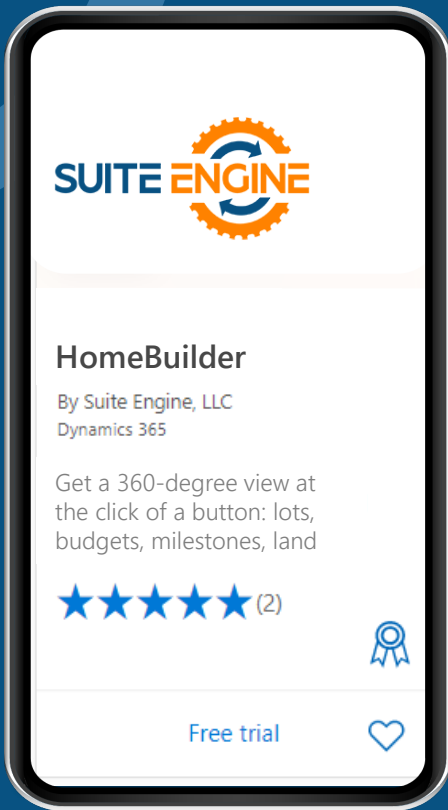 SUITE ENGINE
HomeBuilder
By Suite Engine, LLC
Dynamics 365
Get a 360-degree view at
the click of a button: lots,
budgets, milestones, land
(2)
Free trial